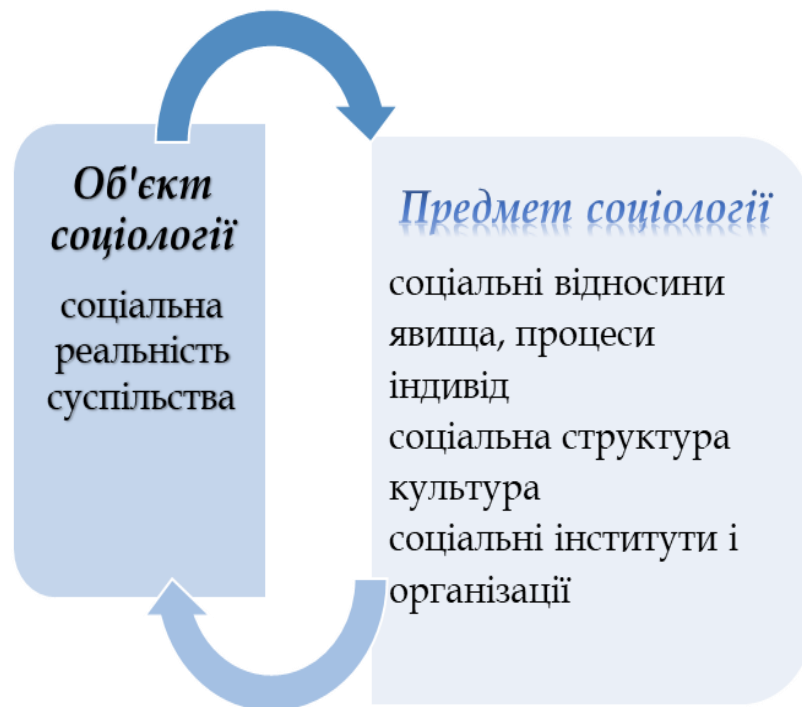 Об'єкт
соціології
соціальна
реальність
суспільства
Предмет соціології
соціальні відносини
явища, процеси
індивід
соціальна структура
культура
соціальні інститути і
організації